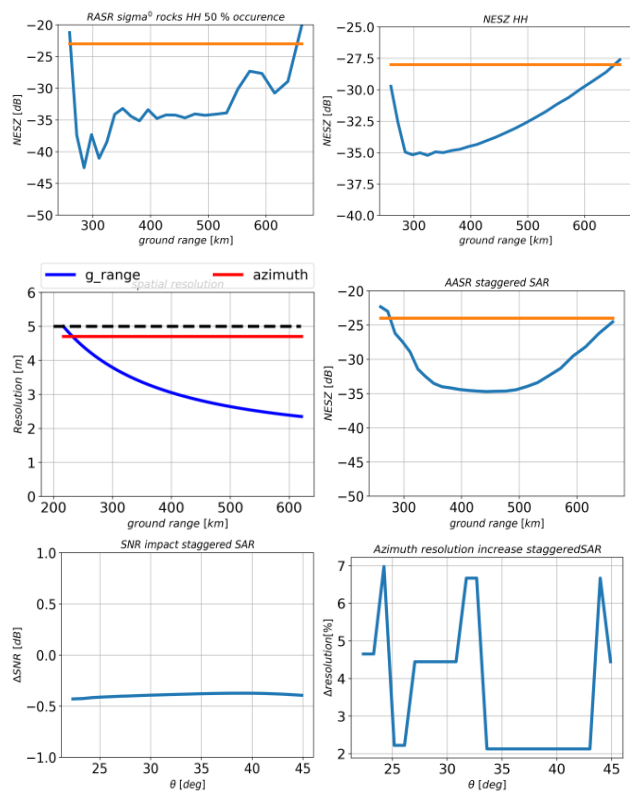 RASR sigma⁰ rocks HH 50 % occurence
−20
−25
−30
−35
−40
−45
−50
NESZ [dB]
300 400 500 600
ground range [km]
NESZ HH
−25.0
−27.5
−30.0
−32.5
−35.0
−37.5
−40.0
NESZ [dB]
300 400 500 600
ground range [km]
g_range azimuth
spatial resolution
6
5
4
3
2
1
0
Resolution [m]
200 300 400 500 600
ground range [km]
AASR staggered SAR
−20
−25
−30
−35
−40
−45
−50
NESZ [dB]
300 400 500 600
ground range [km]
SNR impact staggered SAR
1.0
0.5
0.0
−0.5
−1.0
ΔSNR [dB]
25 30 35 40 45
θ [deg]
Azimuth resolution increase staggeredSAR
7
6
5
4
3
2
Δresolution[%]
25 30 35 40 45
θ [deg]